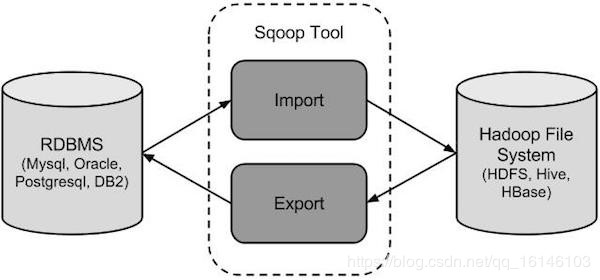 Sqoop Tool
Import
RDBMS
(Mysql, Oracle,
Postgresql, DB2)
Hadoop File
System
(HDFS, Hive,
HBase)
Export
https://blog.csdn.net/qq_16146103